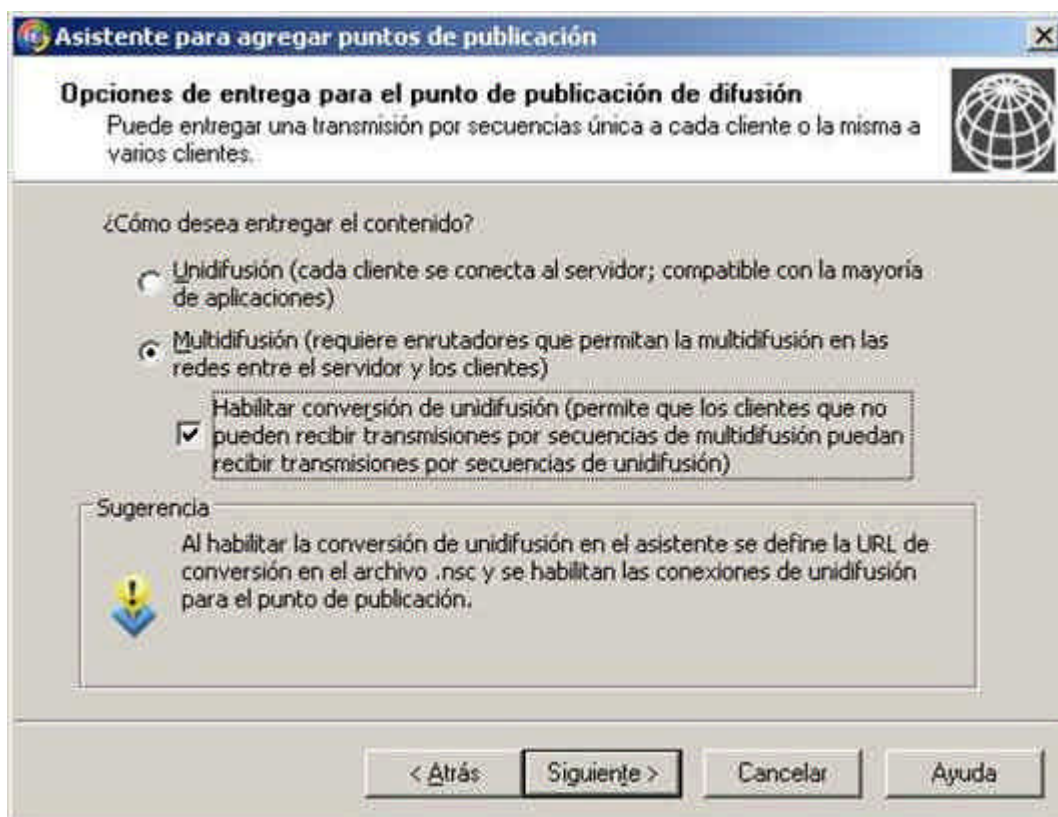 Asistente para agregar puntos de publicación
Opciones de entrega para el punto de publicación de difusión
Puede entregar una transmisión por secuencias única a cada cliente o la misma a
varios clientes.
¿Cómo desea entregar el contenido?
Unidifusión (cada cliente se conecta al servidor; compatible con la mayoría
de aplicaciones)
Multidifusión (requiere enrutadores que permitan la multidifusión en las
redes entre el servidor y los clientes)
Habilitar conversión de unidifusión (permite que los clientes que no
pueden recibir transmisiones por secuencias de multidifusión puedan
recibir transmisiones por secuencias de unidifusión)
Sugerencia
Al habilitar la conversión de unidifusión en el asistente se define la URL de
conversión en el archivo .nsc y se habilitan las conexiones de unidifusión
para el punto de publicación.
< Atrás
Siguiente >
Cancelar
Ayuda